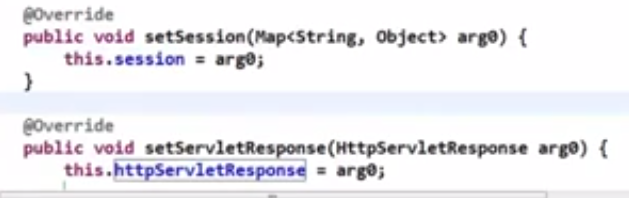 @Override
public void setSession(Map<String, Object> arg0) {
this.session = arg0;
}
@Override
public void setServletResponse(HttpServletResponse arg0) {
this.httpServletResponse = arg0;